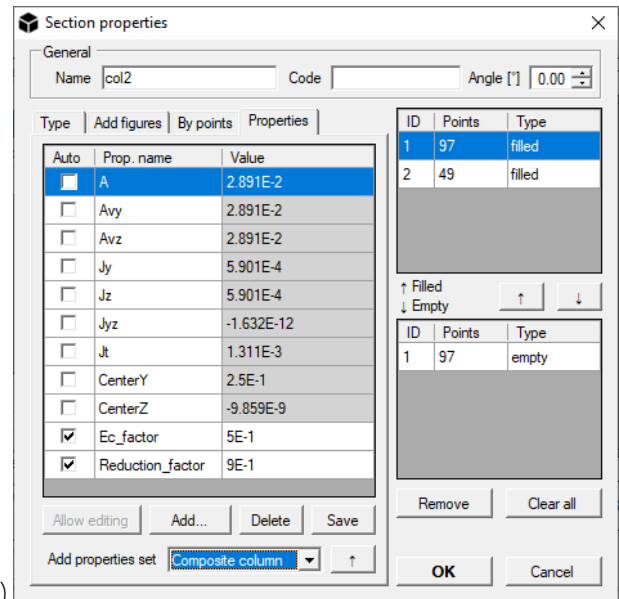 Section properties
General
Name col2 Code Angle [°] 0.00
Type Add figures By points Properties
Auto Prop. name Value
A 2.891E-2
Avy 2.891E-2
Avz 2.891E-2
Jy 5.901E-4
Jz 5.901E-4
Jyz -1.632E-12
Jt 1.311E-3
CenterY 2.5E-1
CenterZ -9.859E-9
Ec_factor 5E-1
Reduction_factor 9E-1
Allow editing Add... Delete Save
Add properties set Composite column ↑
ID Points Type
1 97 filled
2 49 filled
↑ Filled
↓ Empty
↑ ↓
ID Points Type
1 97 empty
Remove Clear all
OK Cancel
)